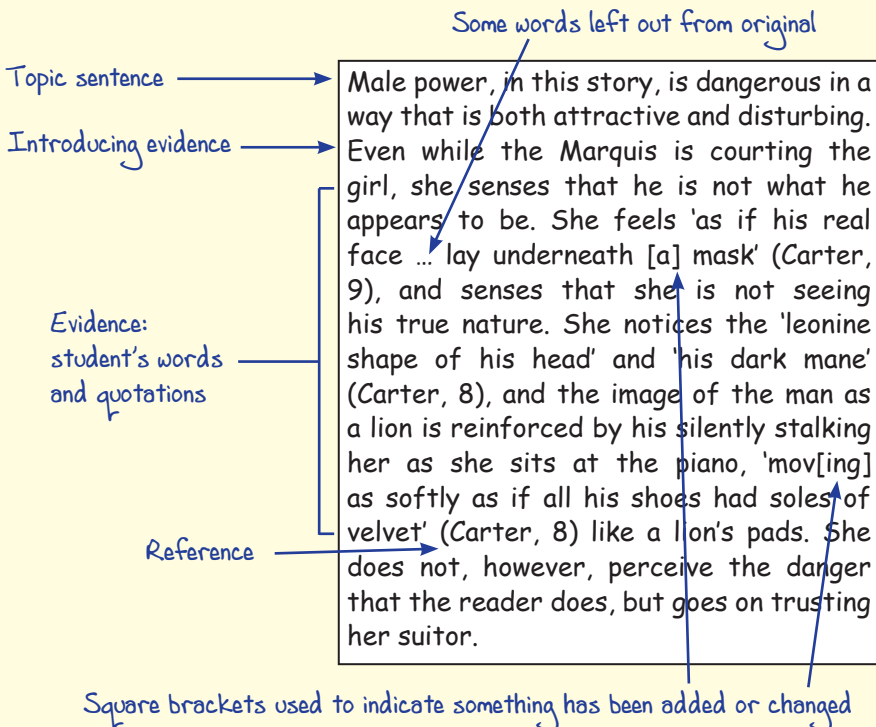 Some words left out from original
Topic sentence
Introducing evidence
Evidence:
student's words
and quotations
Reference
Male power, in this story, is dangerous in a
way that is both attractive and disturbing.
Even while the Marquis is courting the
girl, she senses that he is not what he
appears to be. She feels ‘as if his real
face … lay underneath [a] mask’ (Carter,
9), and senses that she is not seeing
his true nature. She notices the ‘leonine
shape of his head’ and ‘his dark mane’
(Carter, 8), and the image of the man as
a lion is reinforced by his silently stalking
her as she sits at the piano, ‘mov[ing]
as softly as if all his shoes had soles of
velvet’ (Carter, 8) like a lion’s pads. She
does not, however, perceive the danger
that the reader does, but goes on trusting
her suitor.
Square brackets used to indicate something has been added or changed